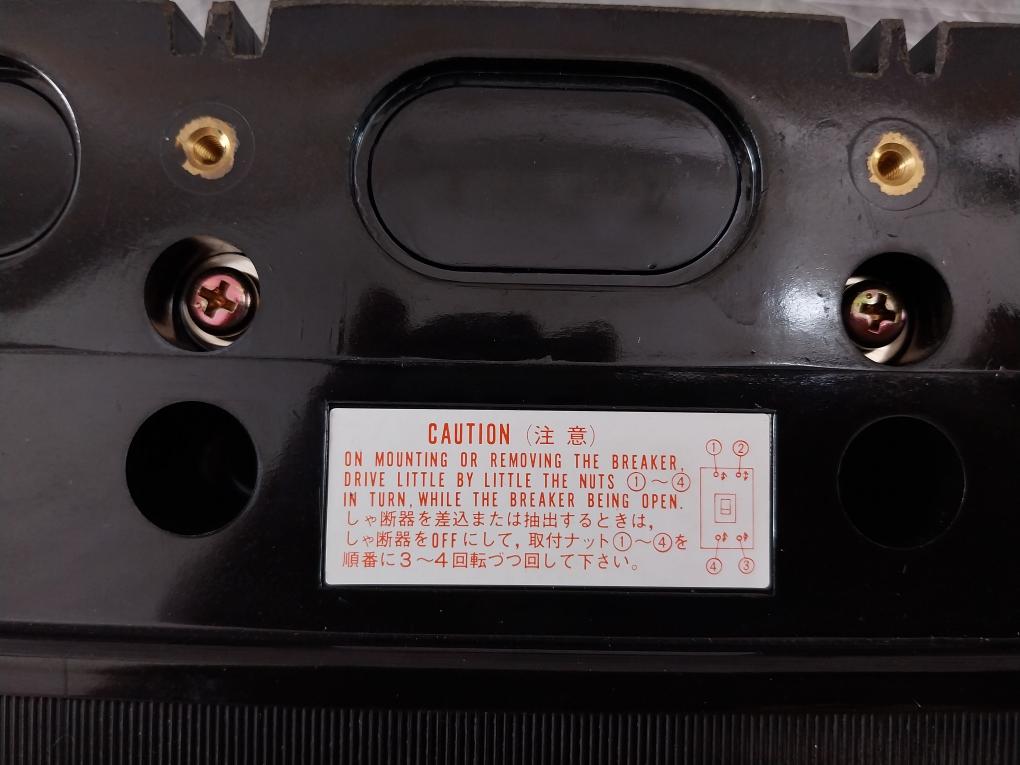 CAUTION (注意)
ON MOUNTING OR REMOVING THE BREAKER,
DRIVE LITTLE BY LITTLE THE NUTS ①～④
IN TURN, WHILE THE BREAKER BEING OPEN.
しゃ断器を差込または抽出するときは,
しゃ断器をOFFにして, 取付ナット①～④を
順番に3～4回転づつ回して下さい。
① ②
④ ③